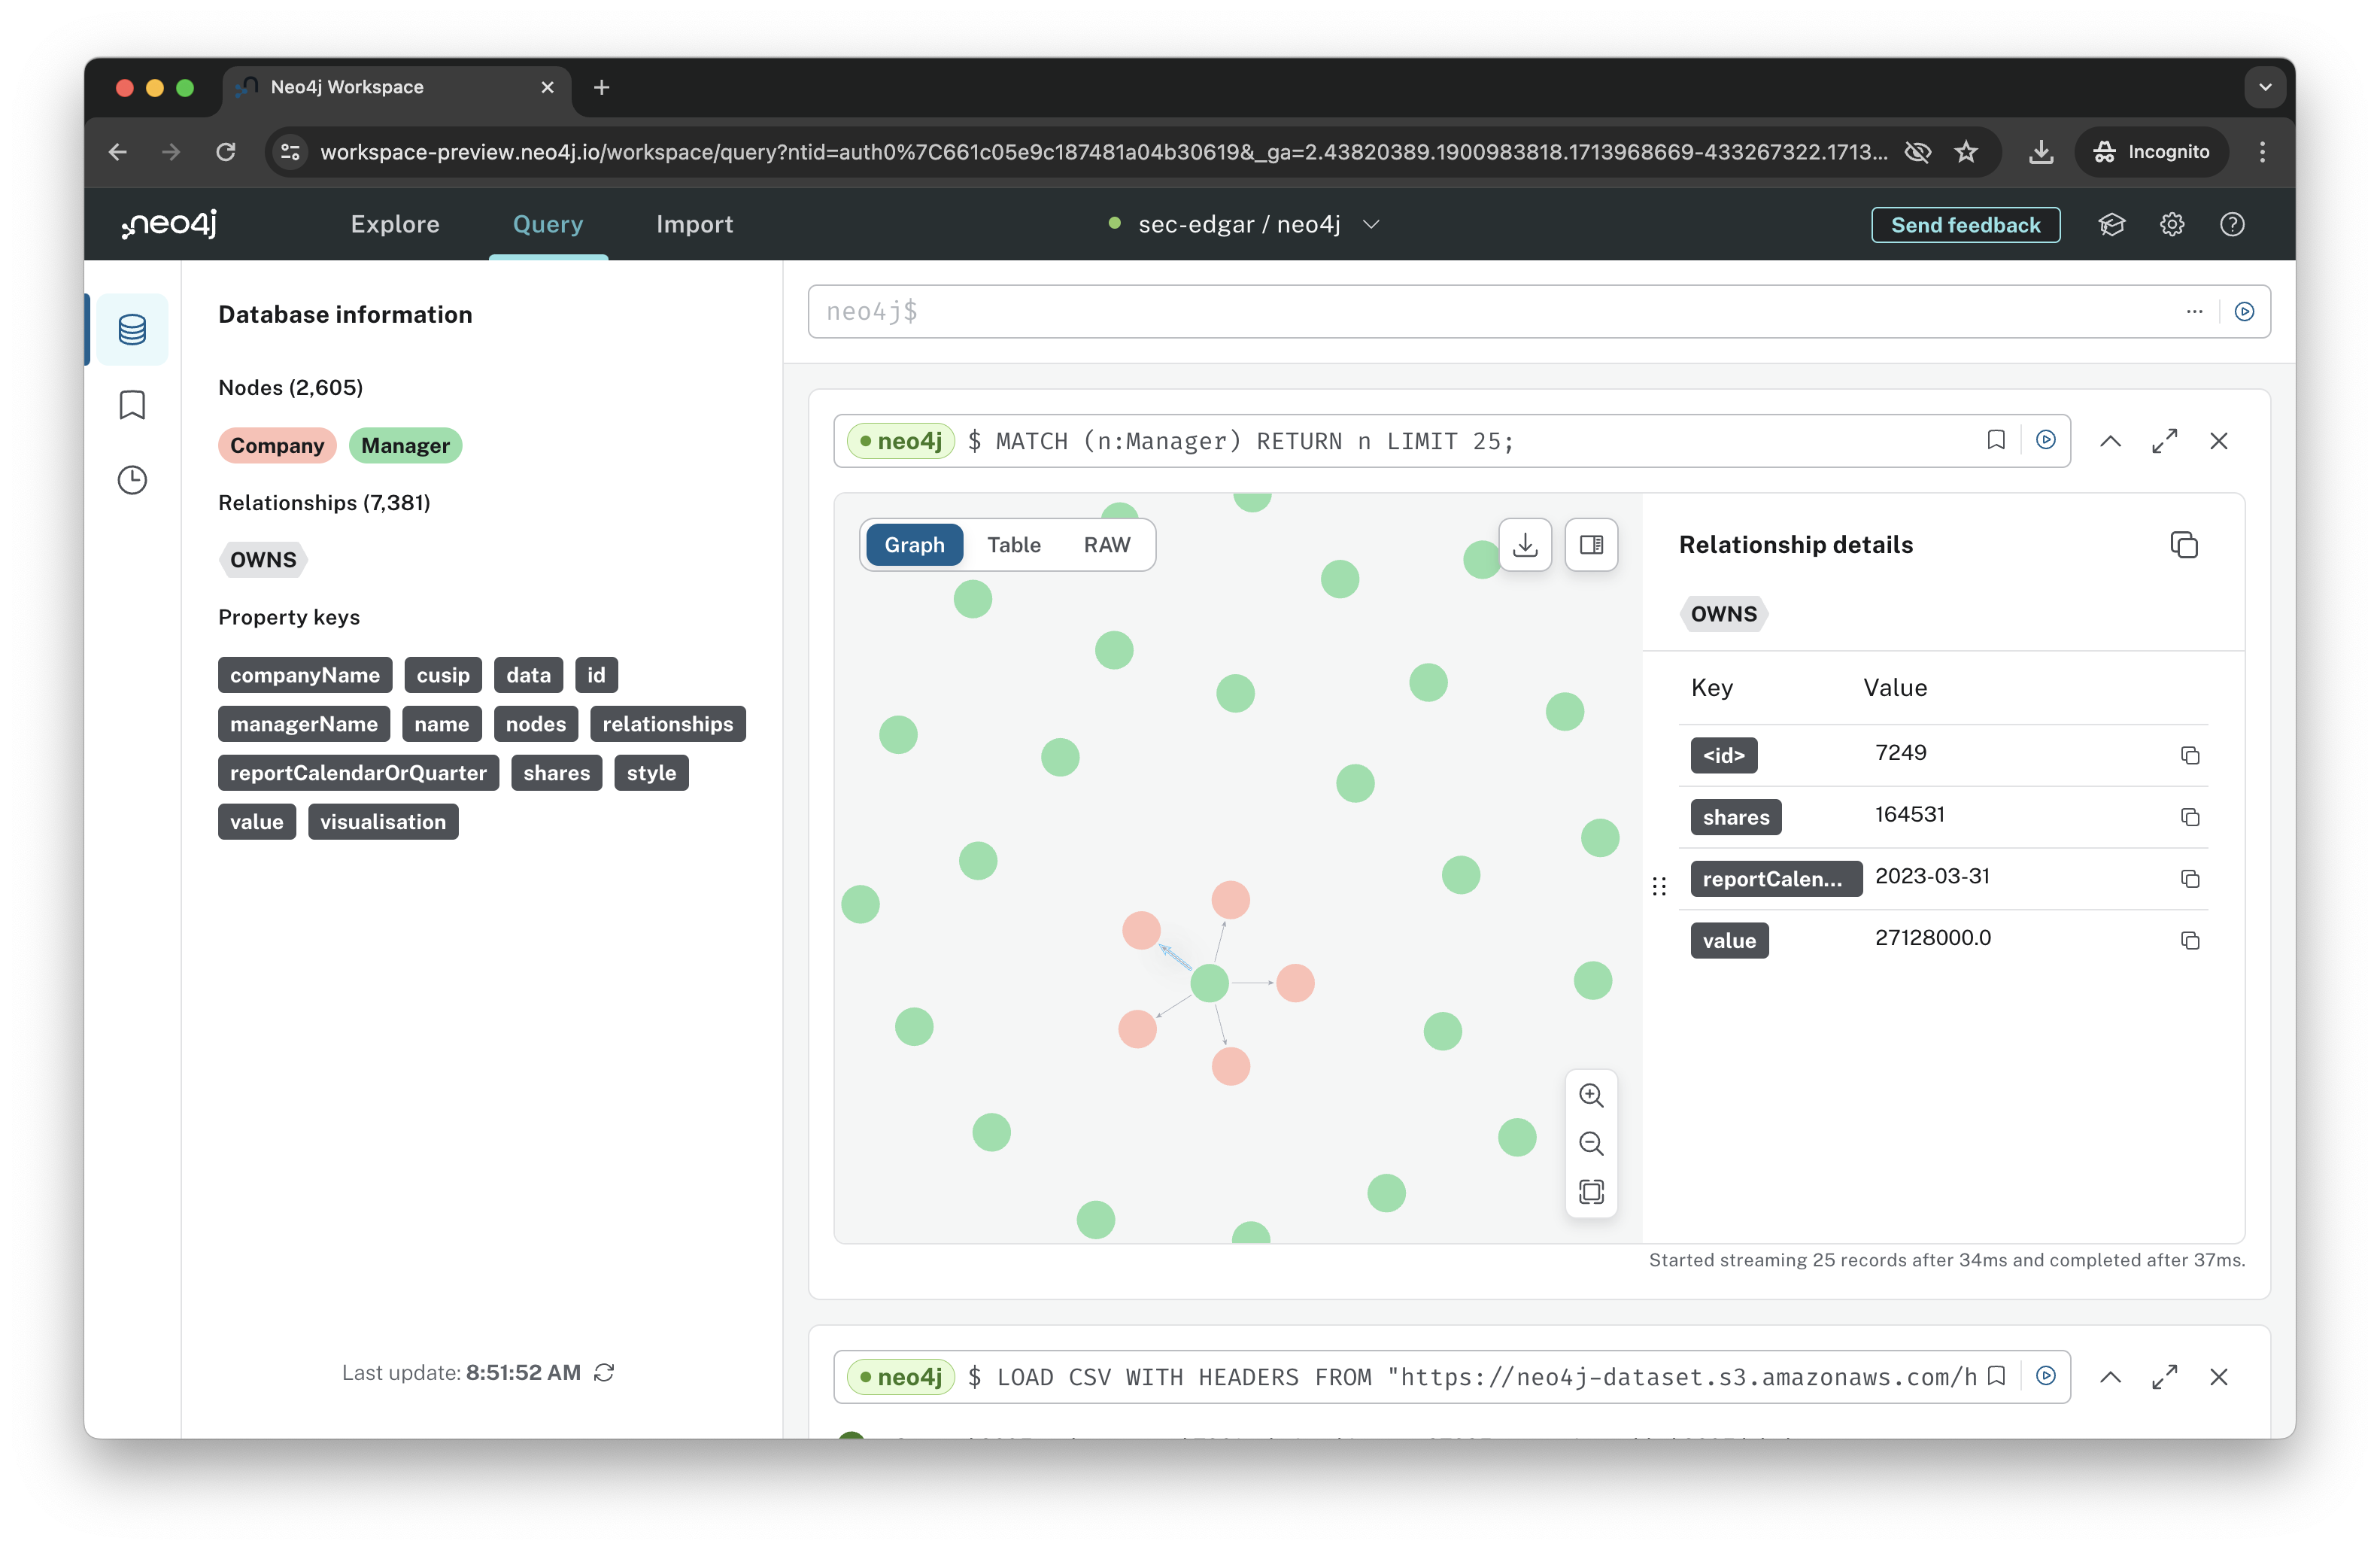 Neo4j Workspace
workspace-preview.neo4j.io/workspace/query?ntid=auth0%7C661c05e9c187481a04b30619&_ga=2.43820389.1900983818.1713968669-433267322.1713...
Incognito
neo4j
Explore
Query
Import
sec-edgar / neo4j
Send feedback
Database information
Nodes (2,605)
Company Manager
Relationships (7,381)
OWNS
Property keys
companyName cusip data id
managerName name nodes relationships
reportCalendarOrQuarter shares style
value visualisation
Last update: 8:51:52 AM
neo4j$
neo4j $ MATCH (n:Manager) RETURN n LIMIT 25;
Graph Table RAW
Relationship details
OWNS
Key Value
<id> 7249
shares 164531
reportCalen... 2023-03-31
value 27128000.0
Started streaming 25 records after 34ms and completed after 37ms.
neo4j $ LOAD CSV WITH HEADERS FROM "https://neo4j-dataset.s3.amazonaws.com/h